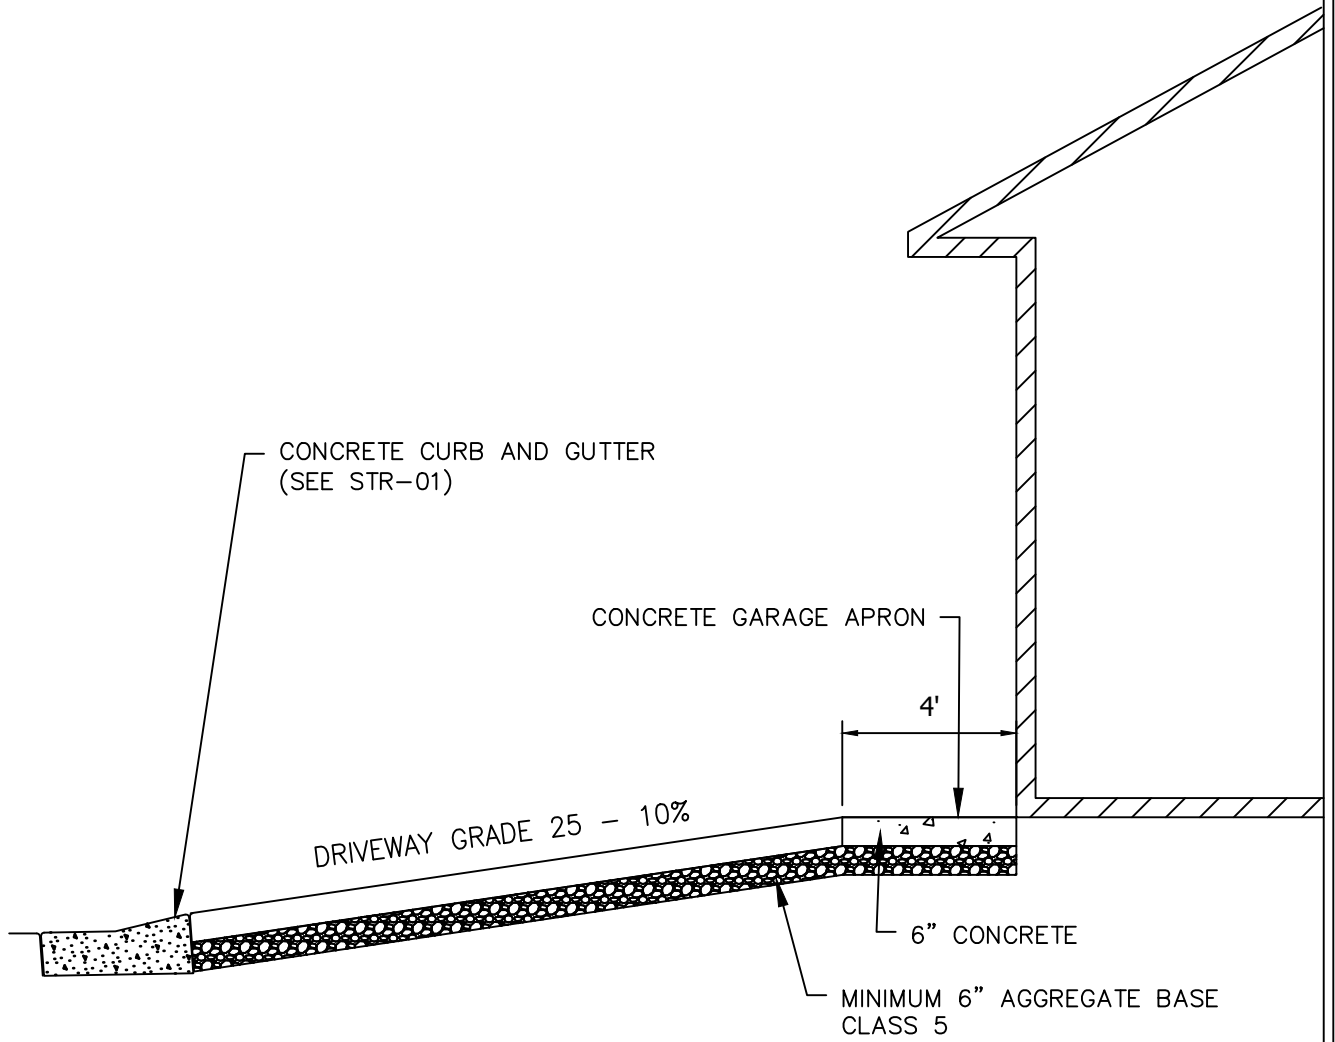 CONCRETE CURB AND GUTTER
(SEE STR-01)
CONCRETE GARAGE APRON
4'
DRIVEWAY GRADE 25 - 10%
6" CONCRETE
MINIMUM 6" AGGREGATE BASE
CLASS 5